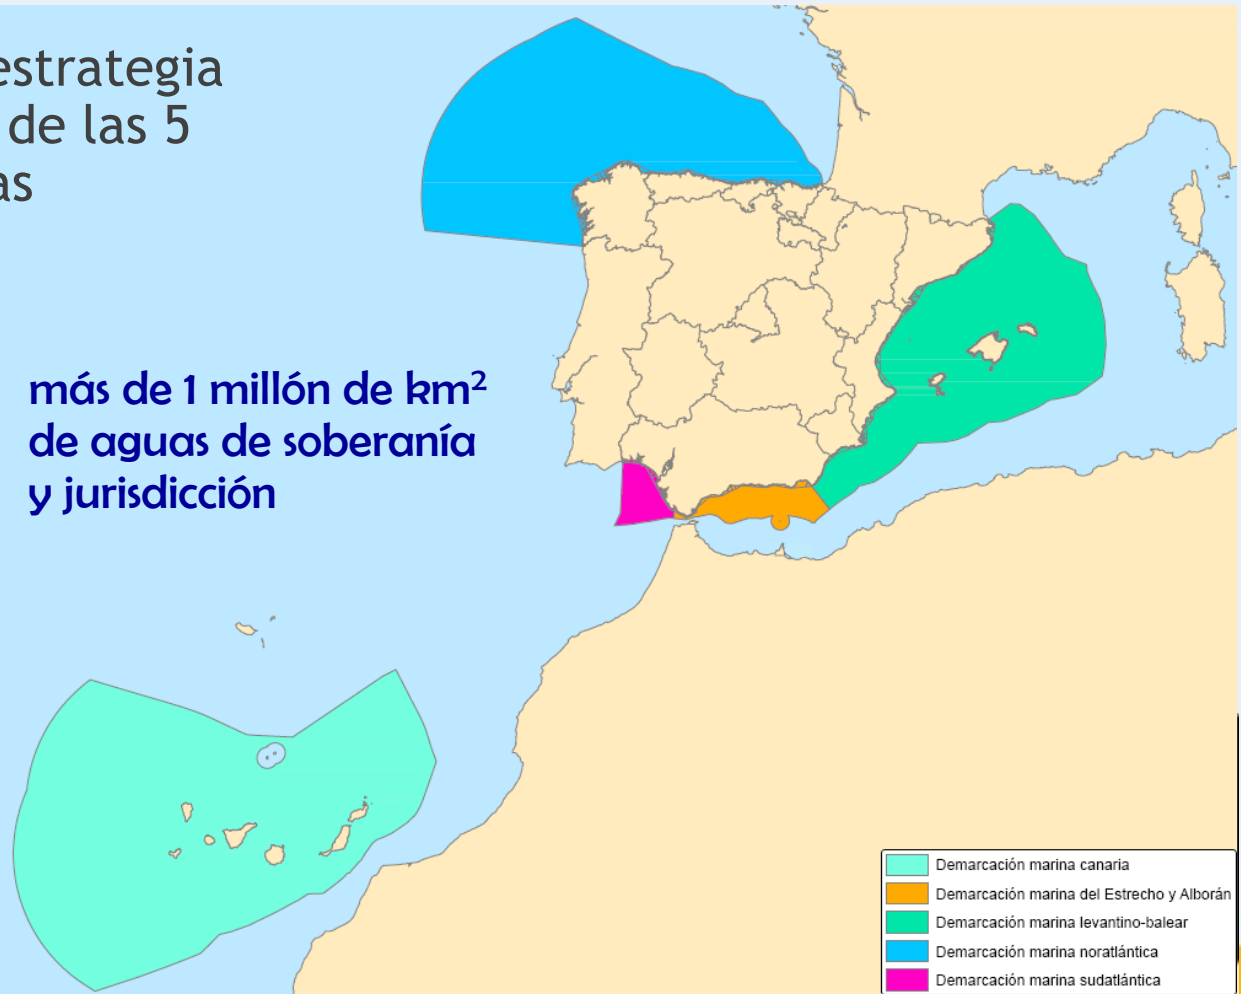 estrategia
de las 5
as
más de 1 millón de km²
de aguas de soberanía
y jurisdicción
Demarcación marina canaria
Demarcación marina del Estrecho y Alborán
Demarcación marina levantino-balear
Demarcación marina noratlántica
Demarcación marina sudatlántica